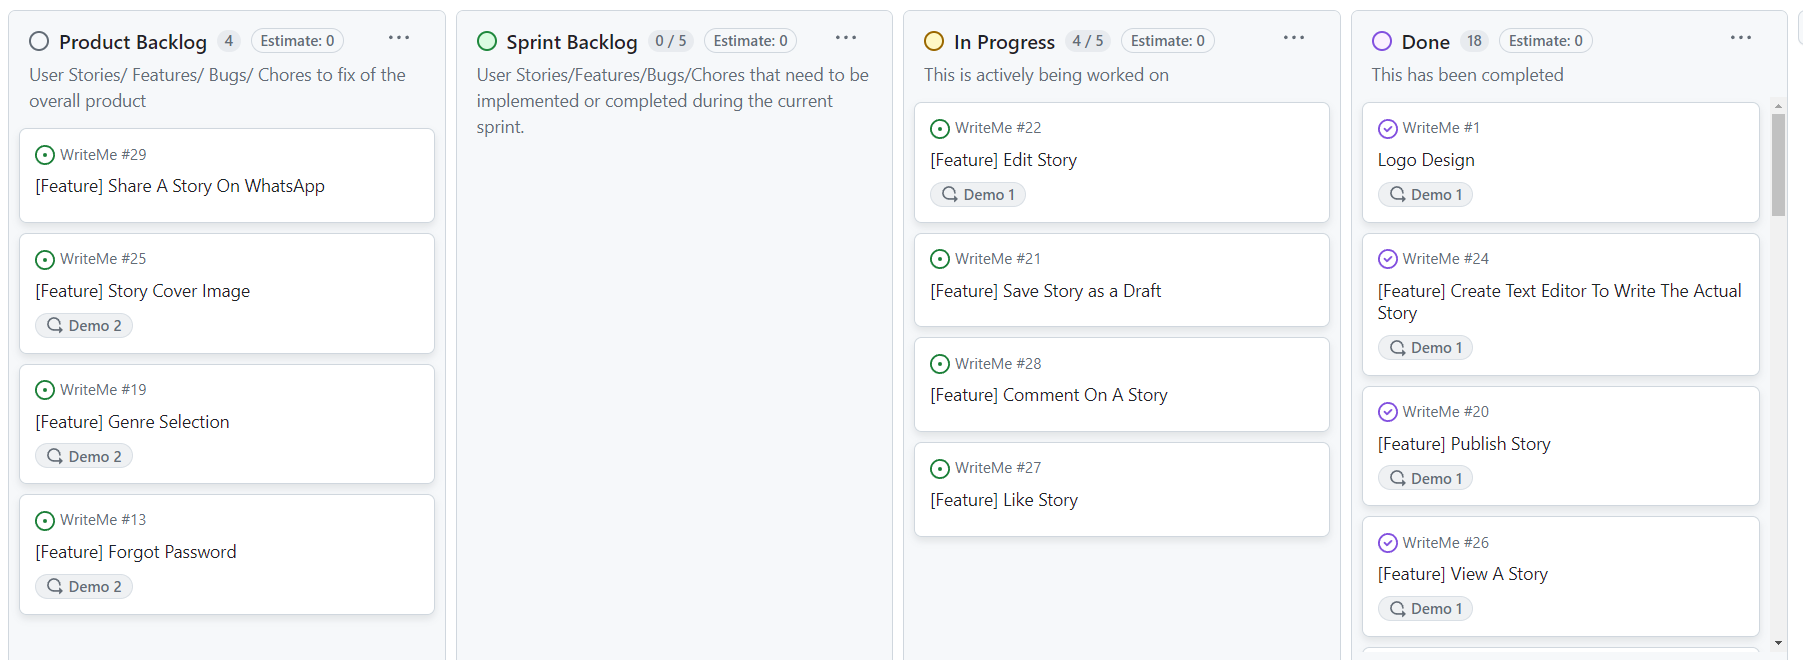 Product Backlog 4 Estimate: 0
User Stories/ Features/ Bugs/ Chores to fix of the
overall product
WriteMe #29
[Feature] Share A Story On WhatsApp
WriteMe #25
[Feature] Story Cover Image
Demo 2
WriteMe #19
[Feature] Genre Selection
Demo 2
WriteMe #13
[Feature] Forgot Password
Demo 2
Sprint Backlog 0 / 5 Estimate: 0
User Stories/Features/Bugs/Chores that need to be
implemented or completed during the current
sprint.
In Progress 4 / 5 Estimate: 0
This is actively being worked on
WriteMe #22
[Feature] Edit Story
Demo 1
WriteMe #21
[Feature] Save Story as a Draft
WriteMe #28
[Feature] Comment On A Story
WriteMe #27
[Feature] Like Story
Done 18 Estimate: 0
This has been completed
WriteMe #1
Logo Design
Demo 1
WriteMe #24
[Feature] Create Text Editor To Write The Actual
Story
Demo 1
WriteMe #20
[Feature] Publish Story
Demo 1
WriteMe #26
[Feature] View A Story
Demo 1